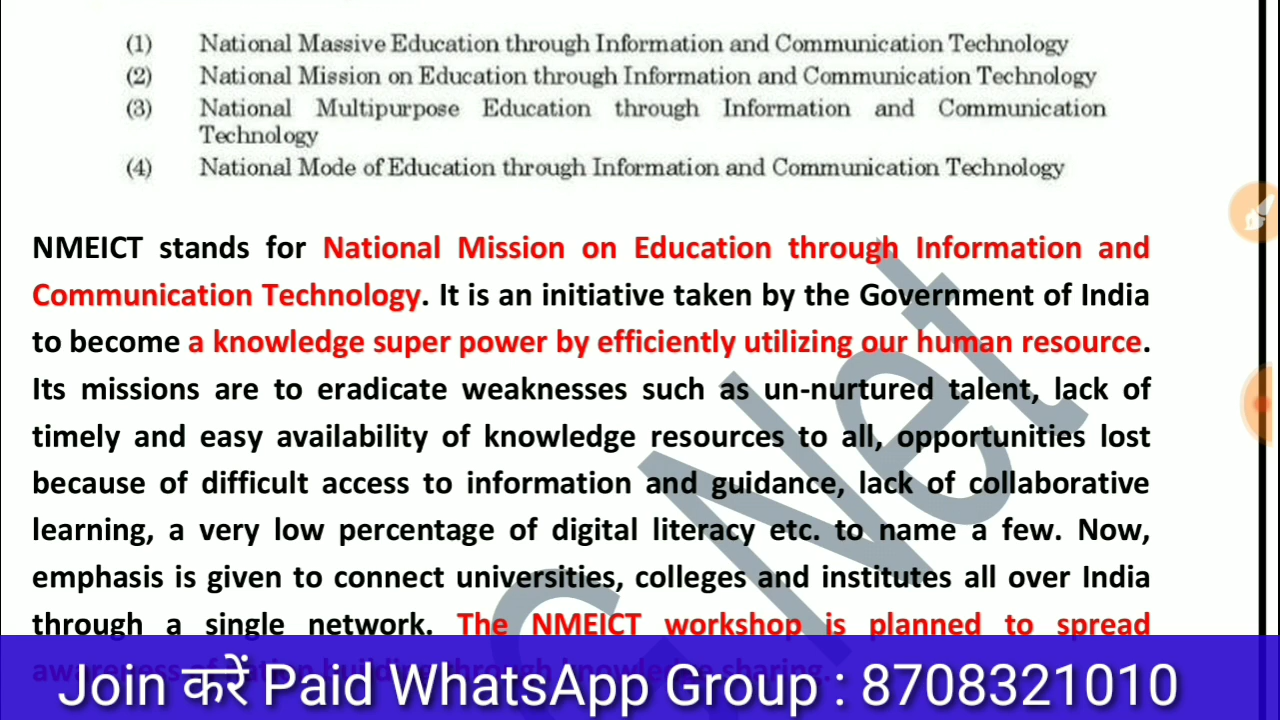 (1) National Massive Education through Information and Communication Technology
(2) National Mission on Education through Information and Communication Technology
(3) National Multipurpose Education through Information and Communication
Technology
(4) National Mode of Education through Information and Communication Technology
NMEICT stands for National Mission on Education through Information and
Communication Technology. It is an initiative taken by the Government of India
to become a knowledge super power by efficiently utilizing our human resource.
Its missions are to eradicate weaknesses such as un-nurtured talent, lack of
timely and easy availability of knowledge resources to all, opportunities lost
because of difficult access to information and guidance, lack of collaborative
learning, a very low percentage of digital literacy etc. to name a few. Now,
emphasis is given to connect universities, colleges and institutes all over India
through a single network. The NMEICT workshop is planned to spread
awareness of nation building through knowledge sharing.
Join करें Paid WhatsApp Group : 8708321010